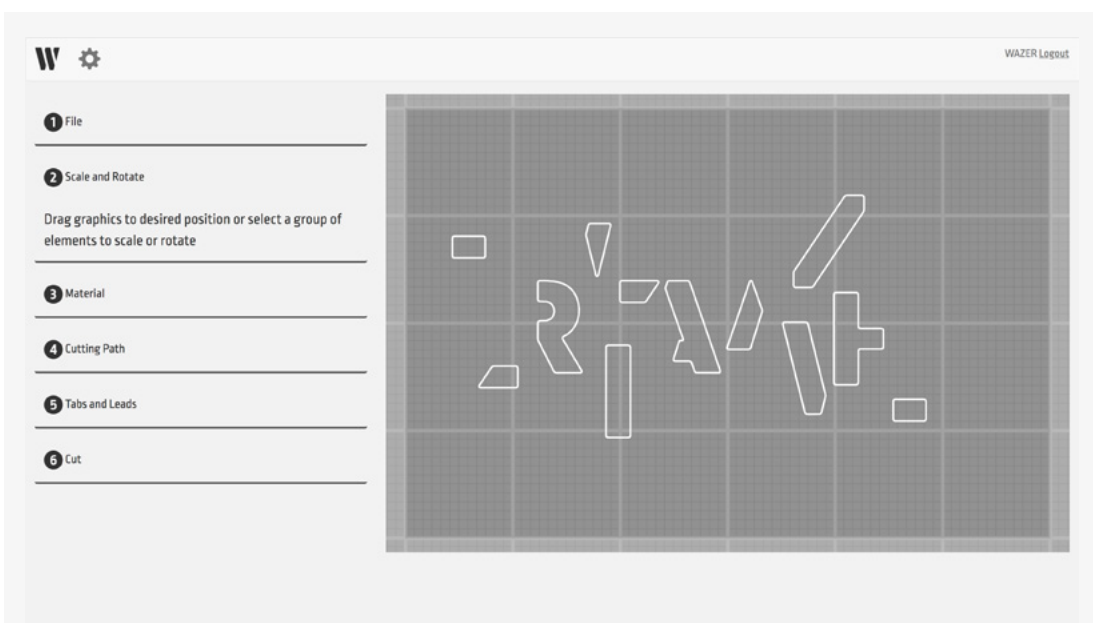 W
WAZER Logout
1 File
2 Scale and Rotate
Drag graphics to desired position or select a group of
elements to scale or rotate
3 Material
4 Cutting Path
5 Tabs and Leads
6 Cut